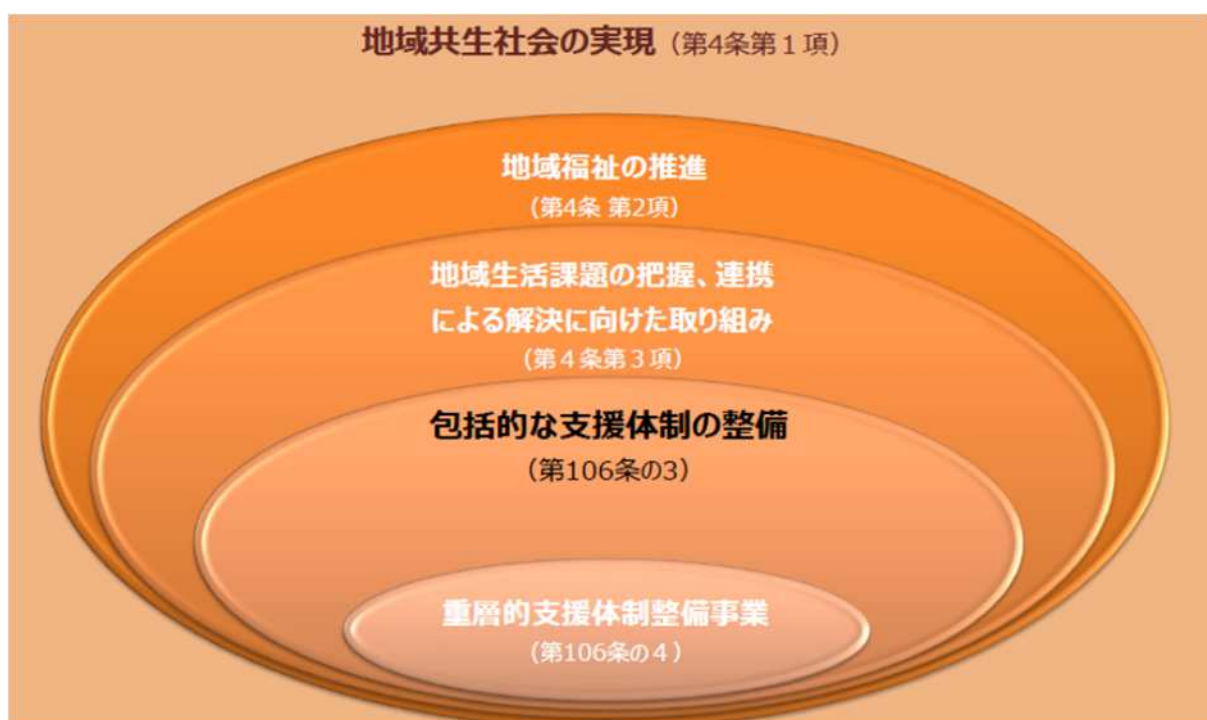 地域共生社会の実現（第4条第１項）
地域福祉の推進
（第4条 第2項）
地域生活課題の把握、連携
による解決に向けた取り組み
（第４条第３項）
包括的な支援体制の整備
（第106条の3）
重層的支援体制整備事業
（第106条の４）